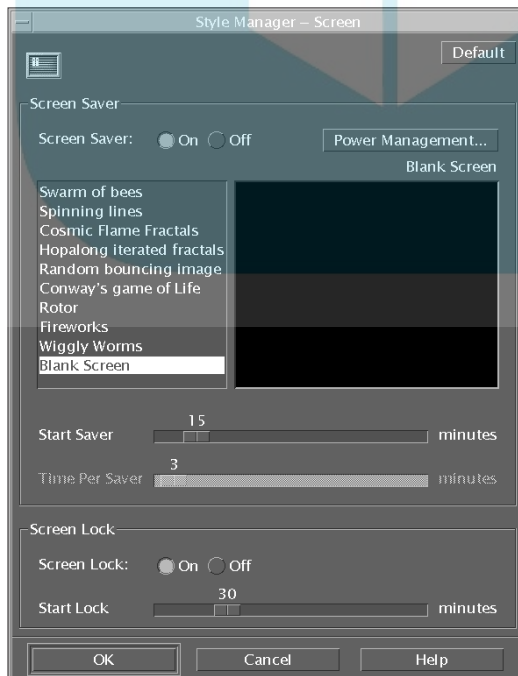 Style Manager – Screen
Default
Screen Saver
Screen Saver: On Off Power Management...
Blank Screen
Swarm of bees
Spinning lines
Cosmic Flame Fractals
Hopalong iterated fractals
Random bouncing image
Conway's game of Life
Rotor
Fireworks
Wiggly Worms
Blank Screen
15
Start Saver minutes
3
Time Per Saver minutes
Screen Lock
Screen Lock: On Off
30
Start Lock minutes
OK Cancel Help